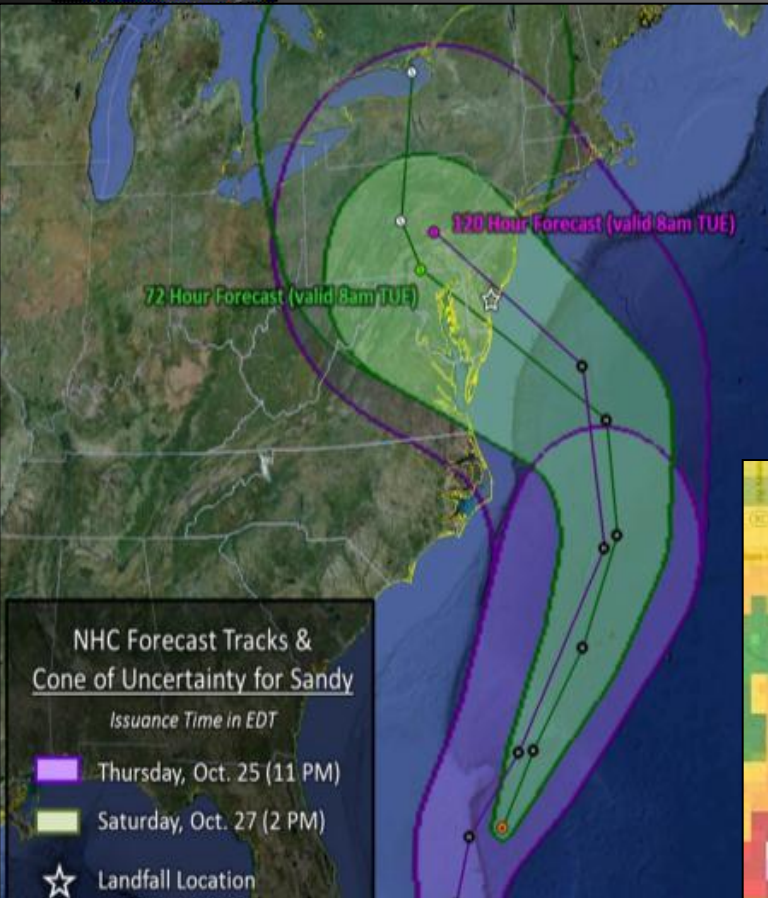 120 Hour Forecast (valid 8am TUE)
72 Hour Forecast (valid 8am TUE)
NHC Forecast Tracks &
Cone of Uncertainty for Sandy
Issuance Time in EDT
Thursday, Oct. 25 (11 PM)
Saturday, Oct. 27 (2 PM)
Landfall Location